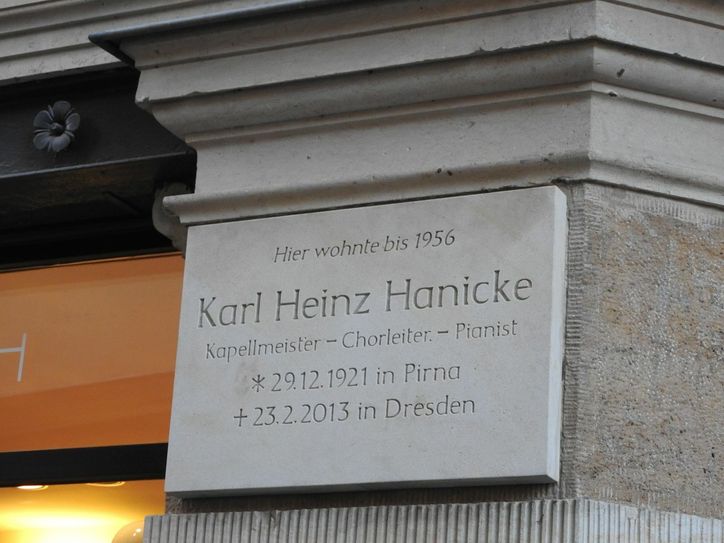 Hier wohnte bis 1956
Karl Heinz Hanicke
Kapellmeister – Chorleiter. – Pianist
* 29.12.1921 in Pirna
+ 23.2.2013 in Dresden
H